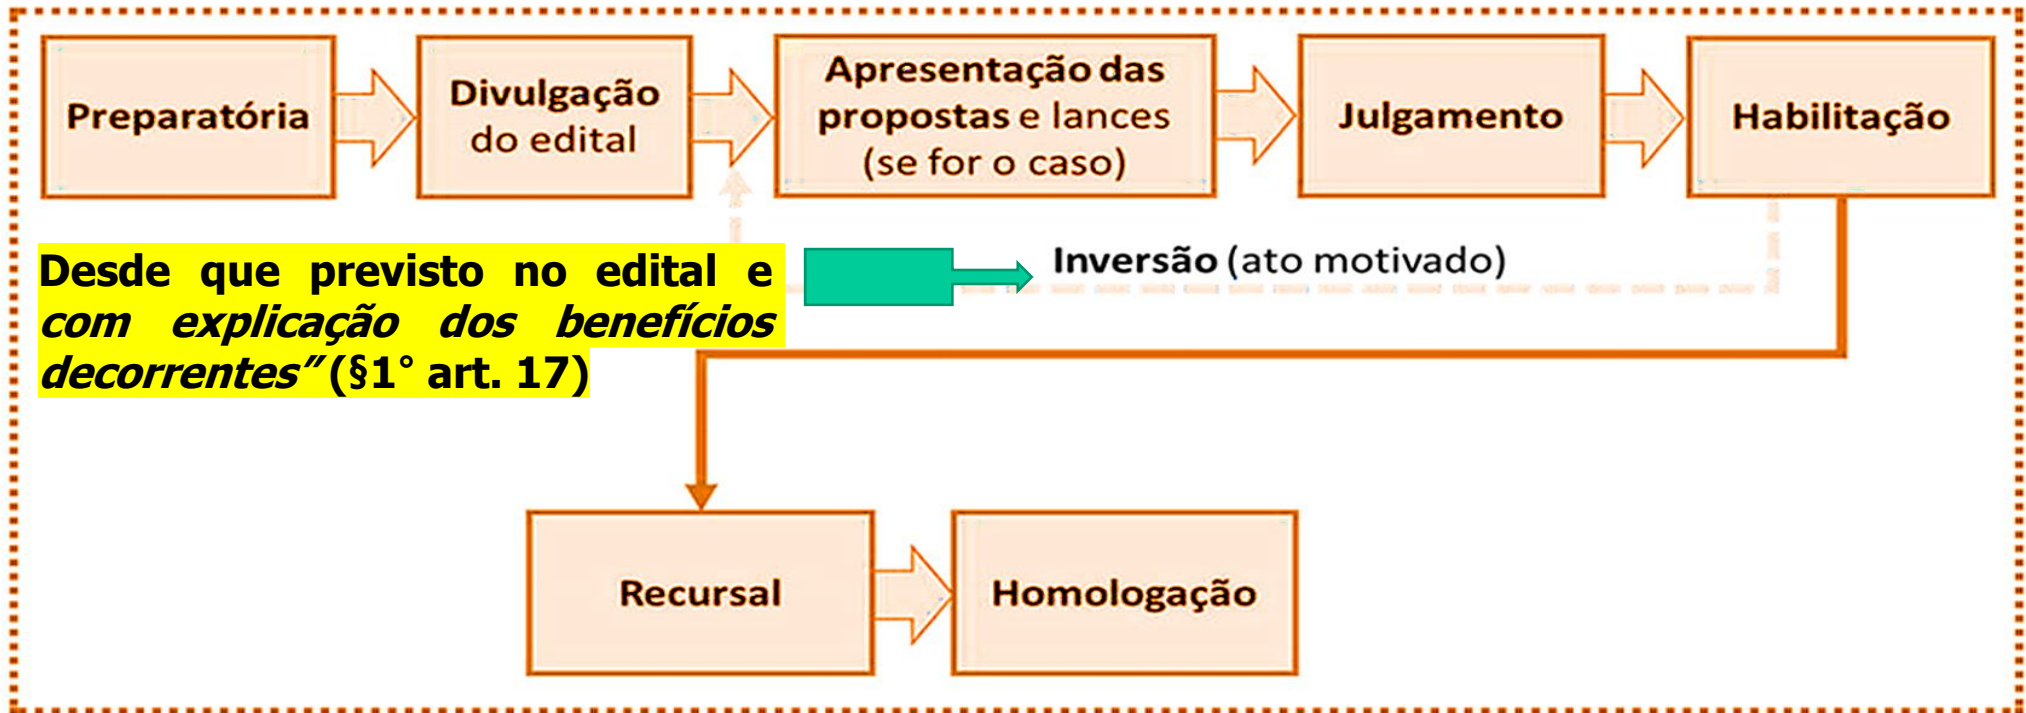 Preparatória
Divulgação
do edital
Apresentação das
propostas e lances
(se for o caso)
Julgamento
Habilitação
Desde que previsto no edital e
com explicação dos benefícios
decorrentes” (§1° art. 17)
Inversão (ato motivado)
Recursal
Homologação